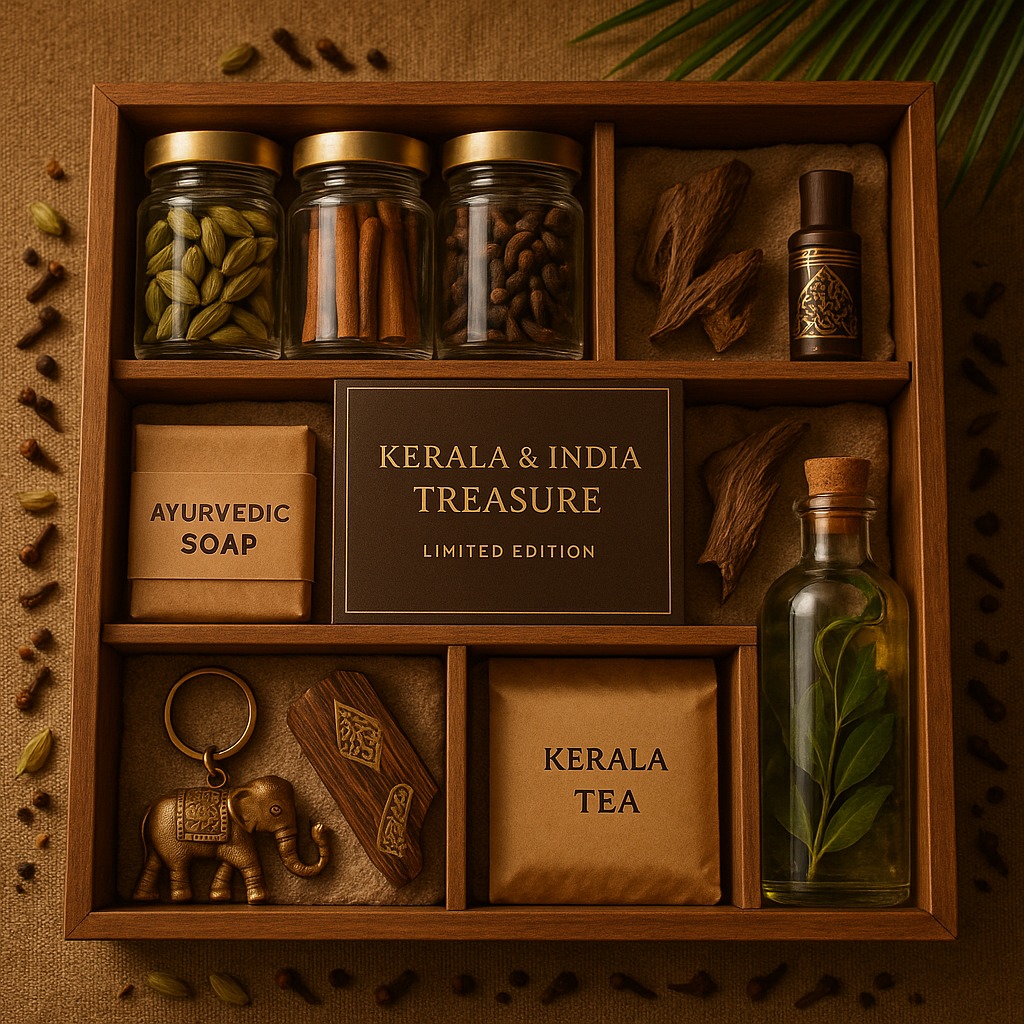 AYURVEDIC
SOAP
KERALA & INDIA
TREASURE
LIMITED EDITION
KERALA
TEA